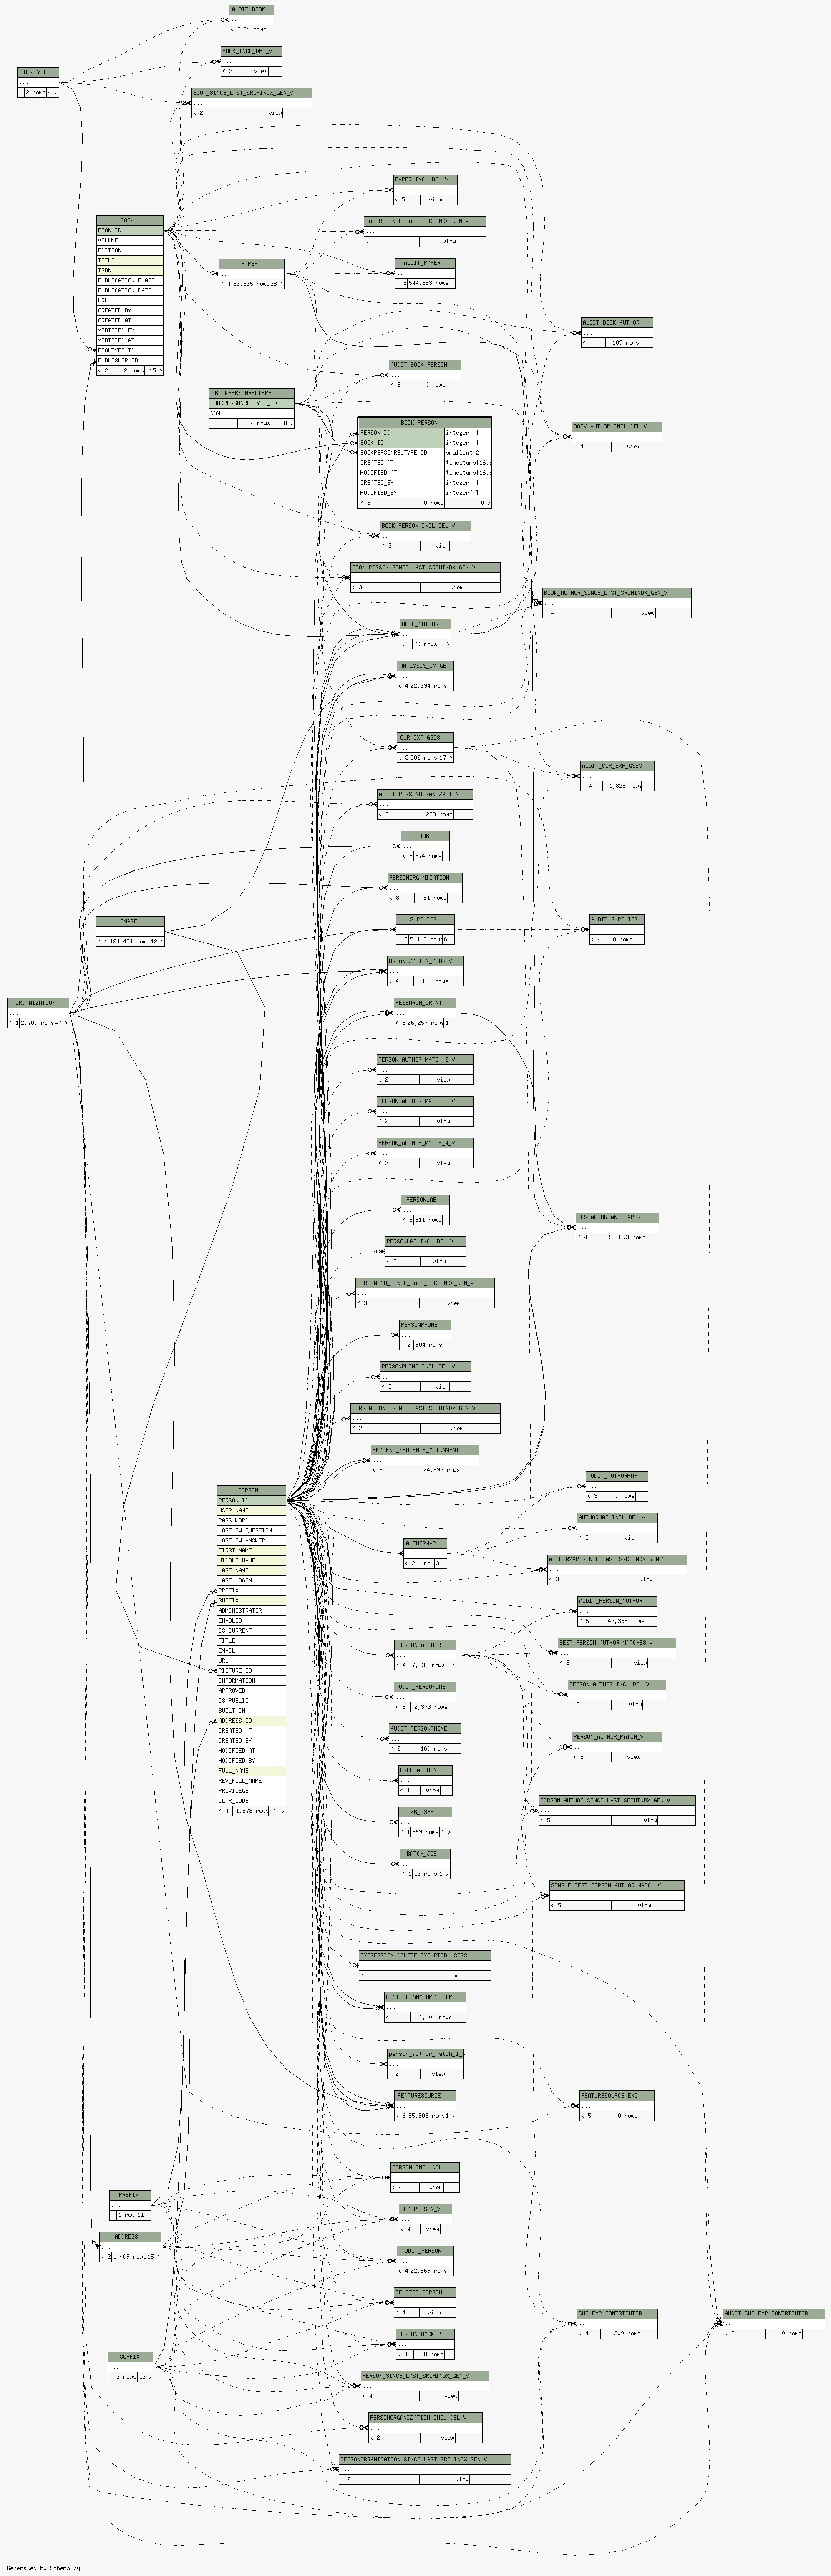 AUDIT_BOOK
...
< 2 54 rows
BOOK_INCL_DEL_V
...
< 2 view
BOOKTYPE
...
2 rows 4 >
BOOK_SINCE_LAST_SRCHINDX_GEN_V
...
< 2 view
PAPER_INCL_DEL_V
...
< 5 view
PAPER_SINCE_LAST_SRCHINDX_GEN_V
...
< 5 view
BOOK
BOOK_ID
VOLUME
EDITION
TITLE
ISBN
PUBLICATION_PLACE
PUBLICATION_DATE
URL
CREATED_BY
CREATED_AT
MODIFIED_BY
MODIFIED_AT
BOOKTYPE_ID
PUBLISHER_ID
< 2 42 rows 15 >
PAPER
...
< 4 53,335 rows 38 >
AUDIT_PAPER
...
< 5 544,653 rows
AUDIT_BOOK_AUTHOR
...
< 4 109 rows
AUDIT_BOOK_PERSON
...
< 3 0 rows
BOOKPERSONRELTYPE
BOOKPERSONRELTYPE_ID
NAME
2 rows 8 >
BOOK_PERSON
PERSON_ID integer[4]
BOOK_ID integer[4]
BOOKPERSONRELTYPE_ID smallint[2]
CREATED_AT timestamp[16,6]
MODIFIED_AT timestamp[16,6]
CREATED_BY integer[4]
MODIFIED_BY integer[4]
< 3 0 rows 0 >
BOOK_AUTHOR_INCL_DEL_V
...
< 4 view
BOOK_PERSON_INCL_DEL_V
...
< 3 view
BOOK_PERSON_SINCE_LAST_SRCHINDX_GEN_V
...
< 3 view
BOOK_AUTHOR_SINCE_LAST_SRCHINDX_GEN_V
...
< 4 view
BOOK_AUTHOR
...
< 5 70 rows 3 >
ANALYSIS_IMAGE
...
< 4 22,394 rows
CUR_EXP_GSES
...
< 3 302 rows 17 >
AUDIT_CUR_EXP_GSES
...
< 4 1,825 rows
AUDIT_PERSONORGANIZATION
...
< 2 288 rows
JOB
...
< 5 674 rows
PERSONORGANIZATION
...
< 3 51 rows
IMAGE
...
< 1 124,431 rows 12 >
SUPPLIER
...
< 3 5,115 rows 6 >
AUDIT_SUPPLIER
...
< 4 0 rows
ORGANIZATION_ABBREV
...
< 4 123 rows
ORGANIZATION
...
< 1 2,700 rows 47 >
RESEARCH_GRANT
...
< 3 26,257 rows 1 >
PERSON_AUTHOR_MATCH_2_V
...
< 2 view
PERSON_AUTHOR_MATCH_3_V
...
< 2 view
PERSON_AUTHOR_MATCH_4_V
...
< 2 view
PERSONLAB
...
< 3 811 rows
RESEARCHGRANT_PAPER
...
< 4 51,873 rows
PERSONLAB_INCL_DEL_V
...
< 3 view
PERSONLAB_SINCE_LAST_SRCHINDX_GEN_V
...
< 3 view
PERSONPHONE
...
< 2 904 rows
PERSONPHONE_INCL_DEL_V
...
< 2 view
PERSONPHONE_SINCE_LAST_SRCHINDX_GEN_V
...
< 2 view
REAGENT_SEQUENCE_ALIGNMENT
...
< 5 24,597 rows
PERSON
PERSON_ID
USER_NAME
PASS_WORD
LOST_PW_QUESTION
LOST_PW_ANSWER
FIRST_NAME
MIDDLE_NAME
LAST_NAME
LAST_LOGIN
PREFIX
SUFFIX
ADMINISTRATOR
ENABLED
IS_CURRENT
TITLE
EMAIL
URL
PICTURE_ID
INFORMATION
APPROVED
IS_PUBLIC
BUILT_IN
ADDRESS_ID
CREATED_AT
CREATED_BY
MODIFIED_AT
MODIFIED_BY
FULL_NAME
REV_FULL_NAME
PRIVILEGE
ILAR_CODE
< 4 1,873 rows 70 >
AUDIT_AUTHORMAP
...
< 3 0 rows
AUTHORMAP_INCL_DEL_V
...
< 3 view
AUTHORMAP
...
< 2 1 row 3 >
AUTHORMAP_SINCE_LAST_SRCHINDX_GEN_V
...
< 3 view
AUDIT_PERSON_AUTHOR
...
< 5 42,398 rows
PERSON_AUTHOR
...
< 4 37,532 rows 8 >
BEST_PERSON_AUTHOR_MATCHES_V
...
< 5 view
PERSON_AUTHOR_INCL_DEL_V
...
< 5 view
AUDIT_PERSONLAB
...
< 3 2,373 rows
AUDIT_PERSONPHONE
...
< 2 160 rows
PERSON_AUTHOR_MATCH_V
...
< 5 view
USER_ACCOUNT
...
< 1 view
PERSON_AUTHOR_SINCE_LAST_SRCHINDX_GEN_V
...
< 5 view
XB_USER
...
< 1 369 rows 1 >
BATCH_JOB
...
< 1 12 rows 1 >
SINGLE_BEST_PERSON_AUTHOR_MATCH_V
...
< 5 view
EXPRESSION_DELETE_EXEMPTED_USERS
...
< 1 4 rows
FEATURE_ANATOMY_ITEM
...
< 5 1,808 rows
person_author_match_1_v
...
< 2 view
FEATURESOURCE
...
< 6 55,906 rows 1 >
FEATURESOURCE_EXC
...
< 5 0 rows
PERSON_INCL_DEL_V
...
< 4 view
PREFIX
...
1 row 11 >
REALPERSON_V
...
< 4 view
ADDRESS
...
< 2 1,409 rows 15 >
AUDIT_PERSON
...
< 4 22,969 rows
DELETED_PERSON
...
< 4 view
CUR_EXP_CONTRIBUTOR
...
< 4 1,309 rows 1 >
AUDIT_CUR_EXP_CONTRIBUTOR
...
< 5 0 rows
PERSON_BACKUP
...
< 4 828 rows
SUFFIX
...
3 rows 13 >
PERSON_SINCE_LAST_SRCHINDX_GEN_V
...
< 4 view
PERSONORGANIZATION_INCL_DEL_V
...
< 2 view
PERSONORGANIZATION_SINCE_LAST_SRCHINDX_GEN_V
...
< 2 view
Generated by SchemaSpy